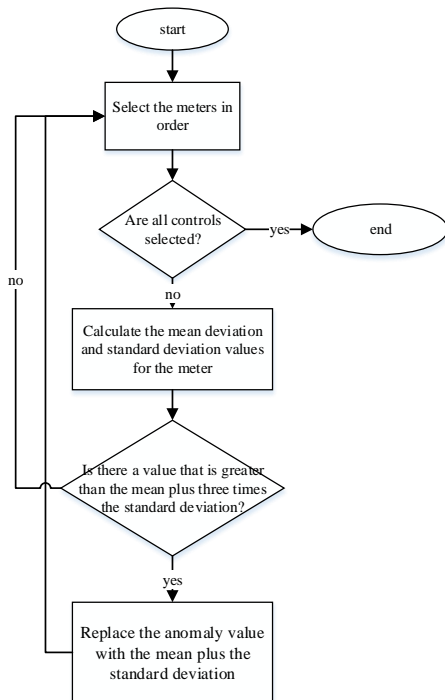 start
Select the meters in
order
Are all controls
selected?
yes
end
no
no
Calculate the mean deviation
and standard deviation values
for the meter
Is there a value that is greater
than the mean plus three times
the standard deviation?
yes
Replace the anomaly value
with the mean plus the
standard deviation